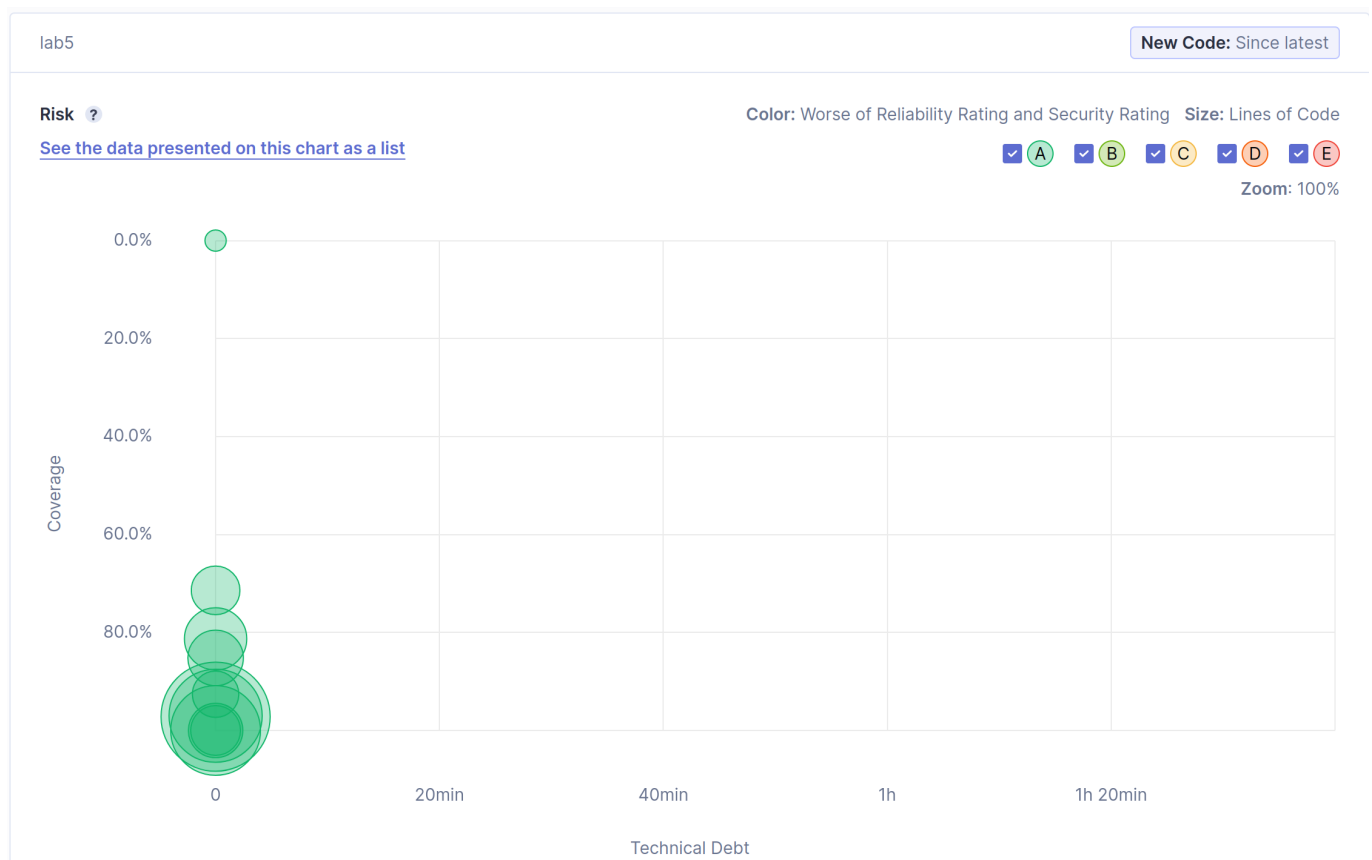 lab5
New Code: Since latest
Risk ?
Color: Worse of Reliability Rating and Security Rating Size: Lines of Code
See the data presented on this chart as a list
A B C D E
Zoom: 100%
0.0%
20.0%
40.0%
60.0%
80.0%
Coverage
0 20min 40min 1h 1h 20min
Technical Debt